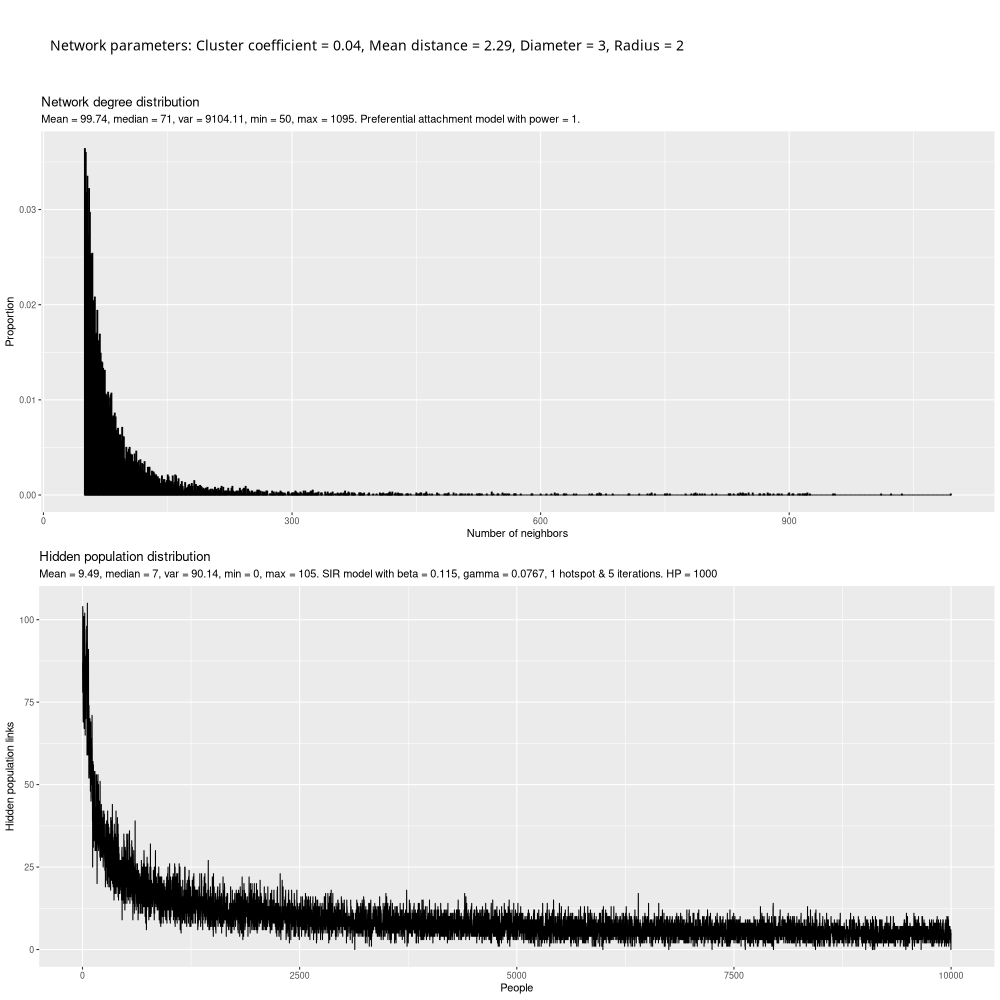 Network parameters: Cluster coefficient = 0.04, Mean distance = 2.29, Diameter = 3, Radius = 2
Network degree distribution
Mean = 99.74, median = 71, var = 9104.11, min = 50, max = 1095. Preferential attachment model with power = 1.
Proportion
0.03
0.02
0.01
0.00
0
300
600
900
Number of neighbors
Hidden population distribution
Mean = 9.49, median = 7, var = 90.14, min = 0, max = 105. SIR model with beta = 0.115, gamma = 0.0767, 1 hotspot & 5 iterations. HP = 1000
Hidden population links
100
75
50
25
0
0
2500
5000
7500
10000
People